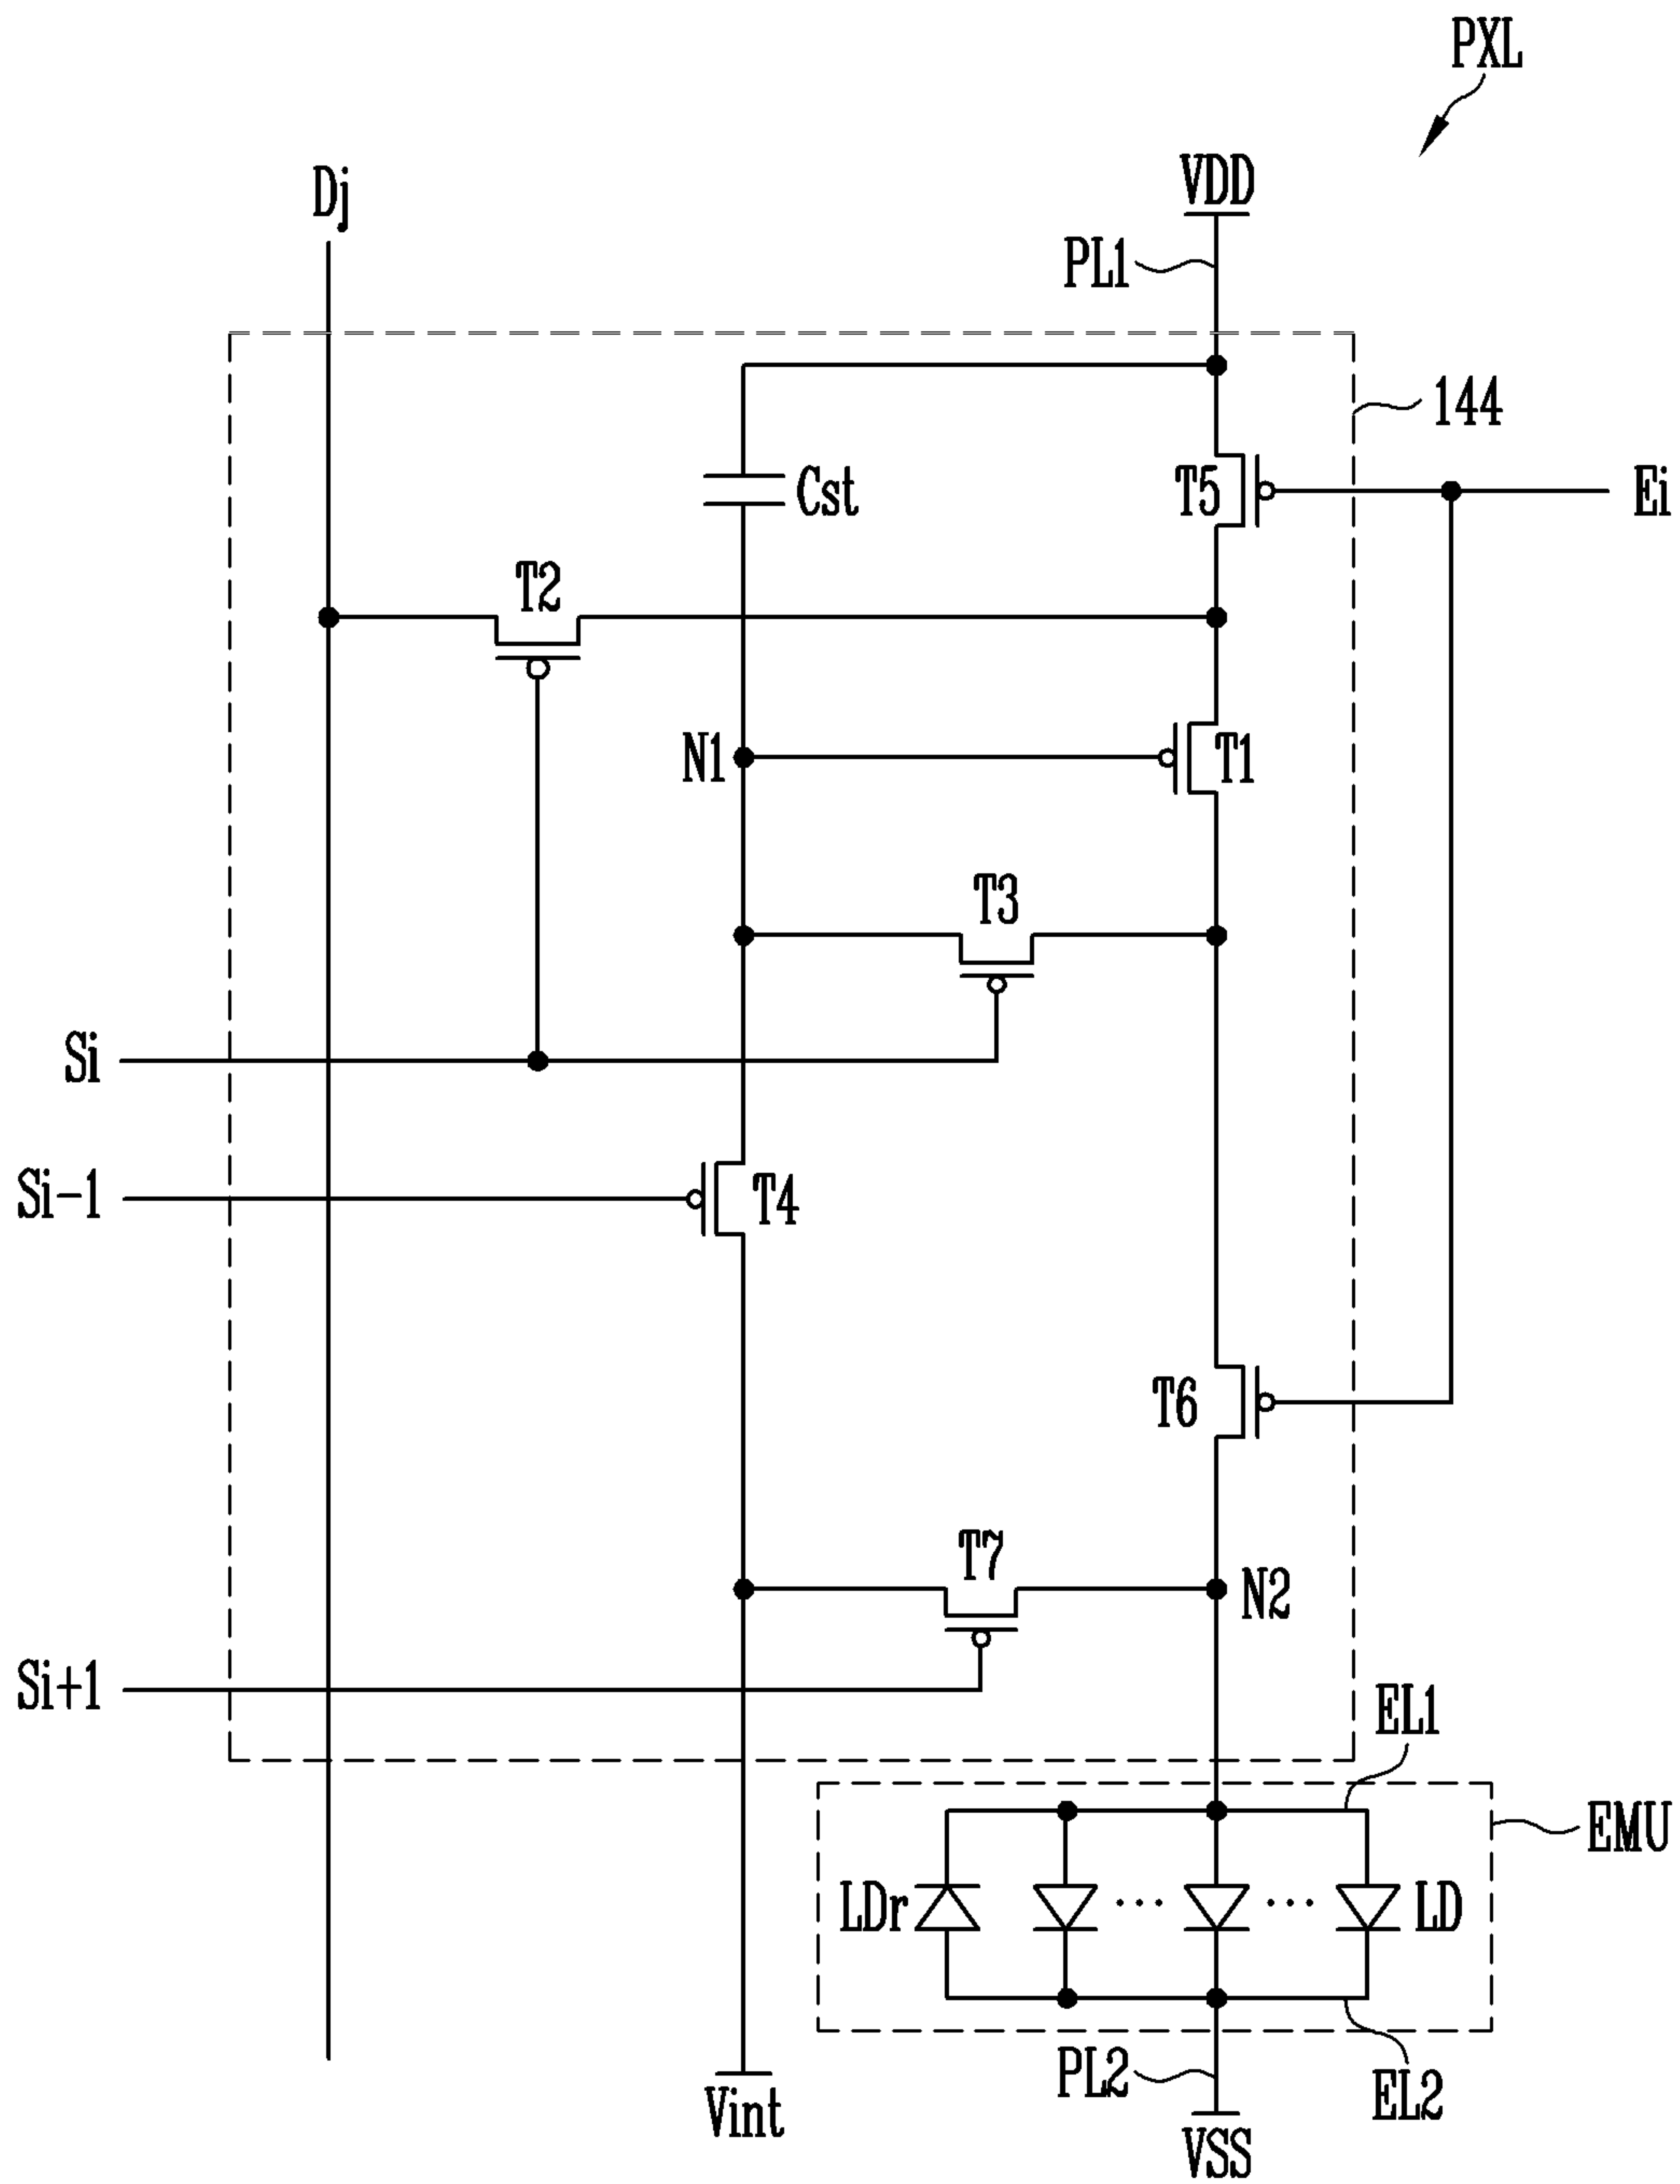 PXL
VDD
Dj
PL1
144
T5
Cst
Ei
T2
N1
T1
T3
Si
Si-1
T4
T6
T7
N2
Si+1
EL1
EMU
LDr
...
...
LD
PL2
EL2
Vint
VSS